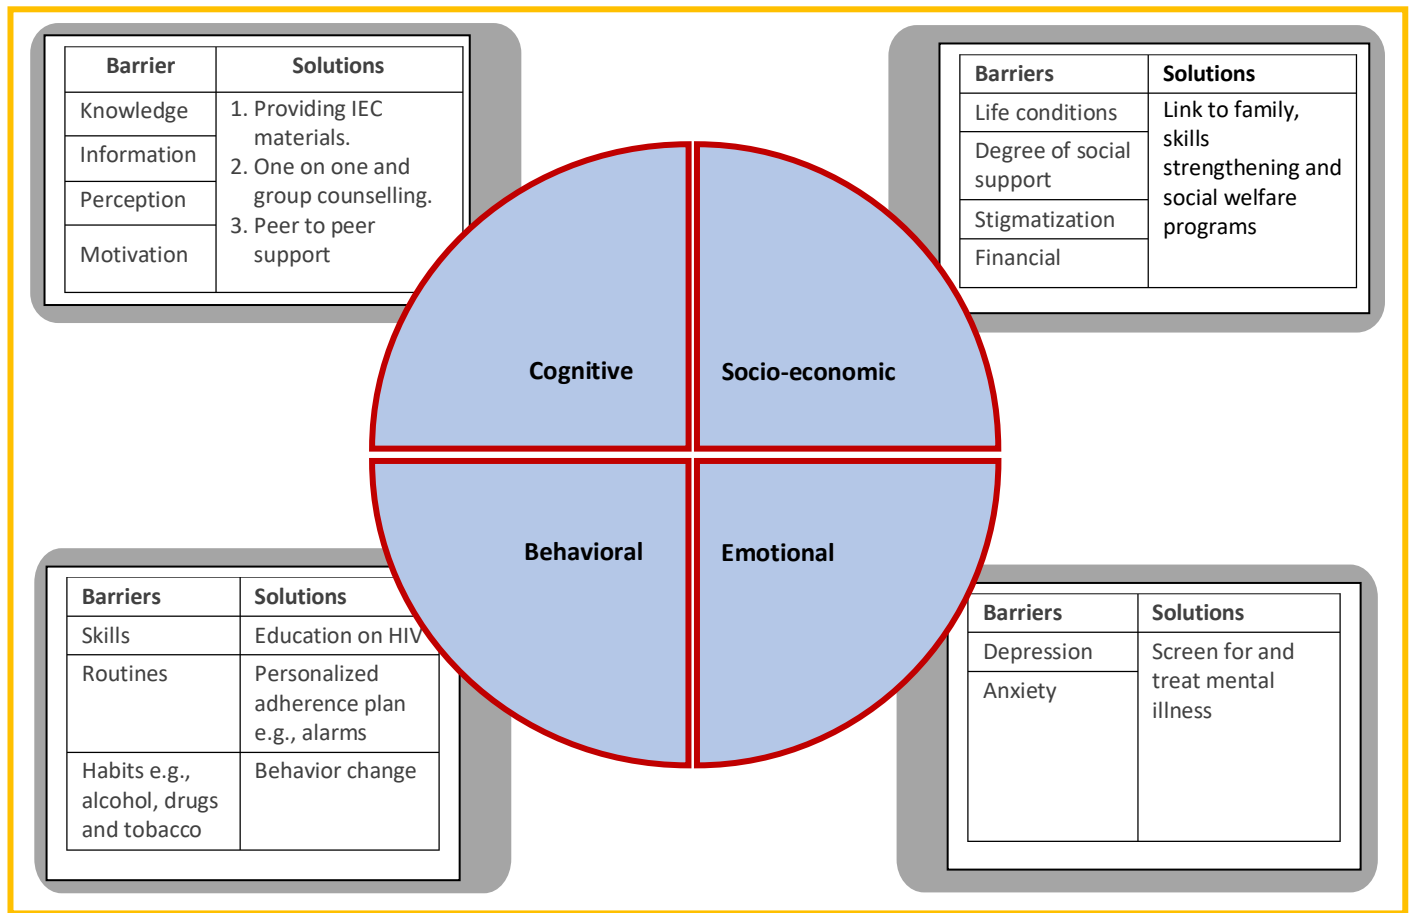 Barrier Solutions
Knowledge
Information
Perception
Motivation
1. Providing IEC
materials.
2. One on one and
group counselling.
3. Peer to peer
support
Barriers Solutions
Life conditions
Degree of social
support
Stigmatization
Financial
Link to family,
skills
strengthening and
social welfare
programs
Cognitive
Socio-economic
Behavioral
Emotional
Barriers Solutions
Skills Education on HIV
Routines
Personalized
adherence plan
e.g., alarms
Habits e.g.,
alcohol, drugs
and tobacco
Behavior change
Barriers Solutions
Depression
Anxiety
Screen for and
treat mental
illness